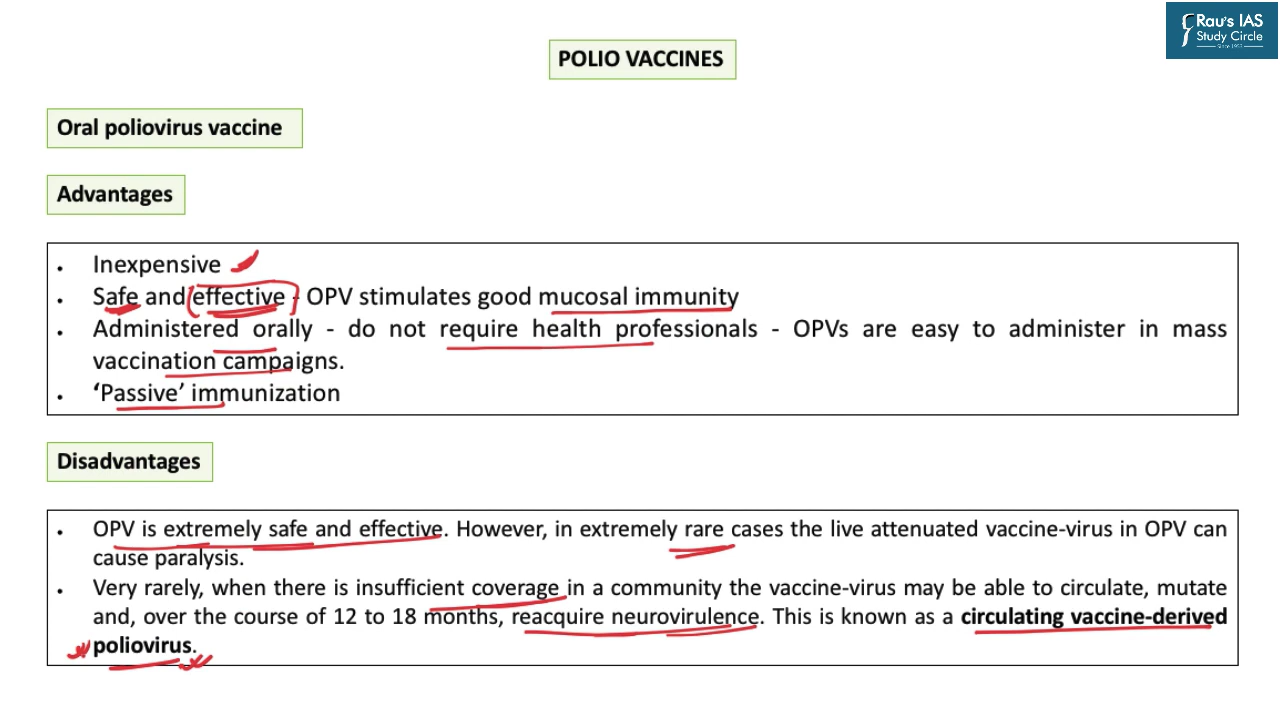 Rau's IAS
Study Circle
Since 1953
POLIO VACCINES
Oral poliovirus vaccine
Advantages
• Inexpensive
• Safe and effective - OPV stimulates good mucosal immunity
• Administered orally - do not require health professionals - OPVs are easy to administer in mass
vaccination campaigns.
• ‘Passive’ immunization
Disadvantages
• OPV is extremely safe and effective. However, in extremely rare cases the live attenuated vaccine-virus in OPV can
cause paralysis.
• Very rarely, when there is insufficient coverage in a community the vaccine-virus may be able to circulate, mutate
and, over the course of 12 to 18 months, reacquire neurovirulence. This is known as a circulating vaccine-derived
poliovirus.